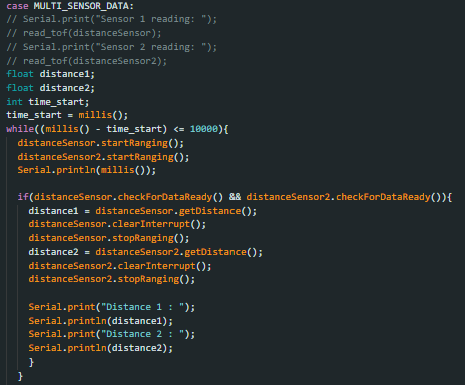 case MULTI_SENSOR_DATA:
// Serial.print("Sensor 1 reading: ");
// read_tof(distanceSensor);
// Serial.print("Sensor 2 reading: ");
// read_tof(distanceSensor2);
float distance1;
float distance2;
int time_start;
time_start = millis();
while((millis() - time_start) <= 10000){
  distanceSensor.startRanging();
  distanceSensor2.startRanging();
  Serial.println(millis());

  if(distanceSensor.checkForDataReady() && distanceSensor2.checkForDataReady()){
    distance1 = distanceSensor.getDistance();
    distanceSensor.clearInterrupt();
    distanceSensor.stopRanging();
    distance2 = distanceSensor2.getDistance();
    distanceSensor2.clearInterrupt();
    distanceSensor2.stopRanging();

    Serial.print("Distance 1 : ");
    Serial.println(distance1);
    Serial.print("Distance 2 : ");
    Serial.println(distance2);
    }
  }